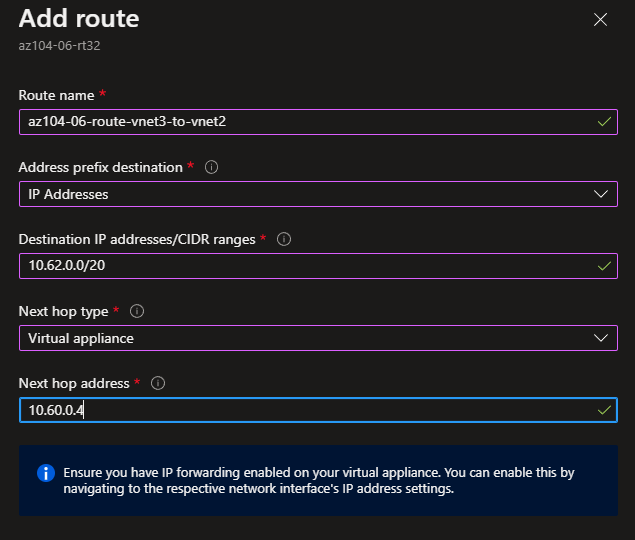 Add route
az104-06-rt32
Route name *
az104-06-route-vnet3-to-vnet2
Address prefix destination *
IP Addresses
Destination IP addresses/CIDR ranges *
10.62.0.0/20
Next hop type *
Virtual appliance
Next hop address *
10.60.0.4
Ensure you have IP forwarding enabled on your virtual appliance. You can enable this by
navigating to the respective network interface's IP address settings.